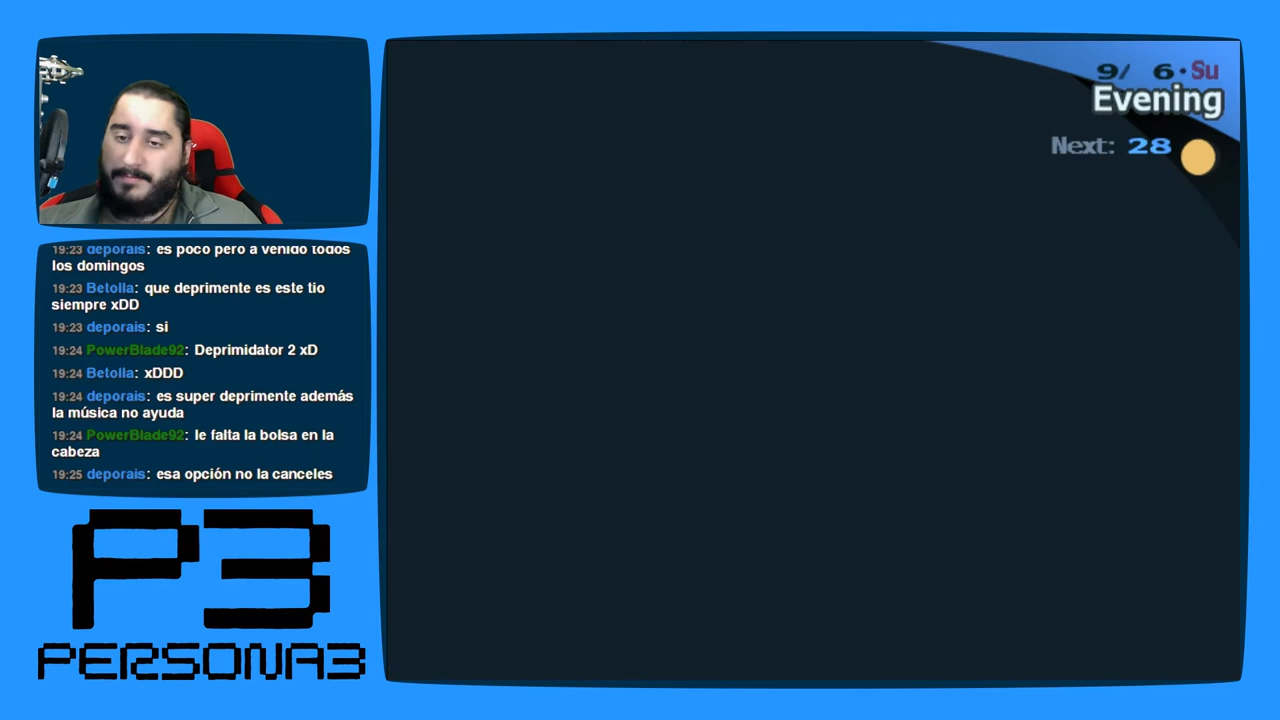 9/ 6·Su
Evening
Next: 28
19:23 deporais: es poco pero a venido todos
los domingos
19:23 Betolla: que deprimente es este tio
siempre xDD
19:23 deporais: si
19:24 PowerBlade92: Deprimidator 2 xD
19:24 Betolla: xDDD
19:24 deporais: es super deprimente además
la música no ayuda
19:24 PowerBlade92: le falta la bolsa en la
cabeza
19:25 deporais: esa opción no la canceles
P3
PERSONA3